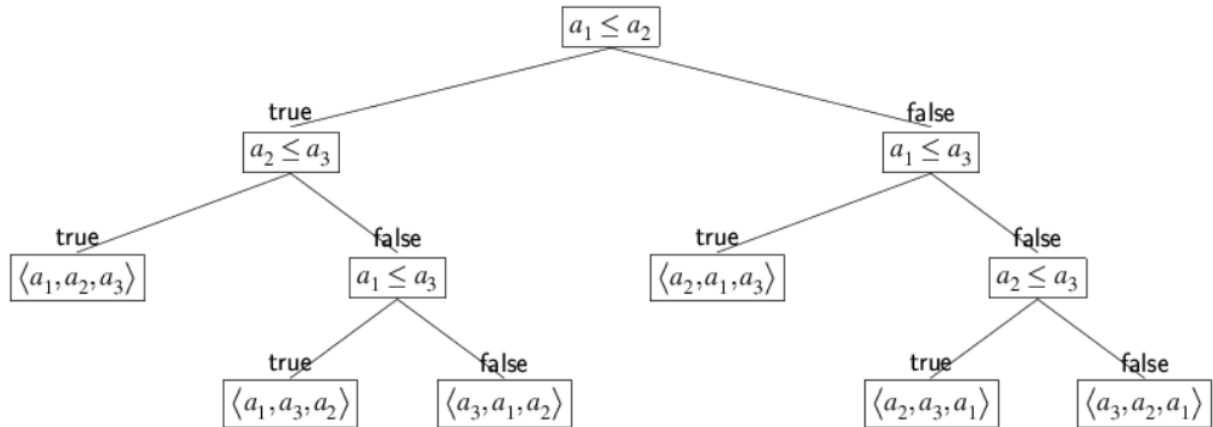 a₁ ≤ a₂
true false
a₂ ≤ a₃ a₁ ≤ a₃
true false true false
⟨a₁, a₂, a₃⟩ a₁ ≤ a₃ ⟨a₂, a₁, a₃⟩ a₂ ≤ a₃
true false true false
⟨a₁, a₃, a₂⟩ ⟨a₃, a₁, a₂⟩ ⟨a₂, a₃, a₁⟩ ⟨a₃, a₂, a₁⟩